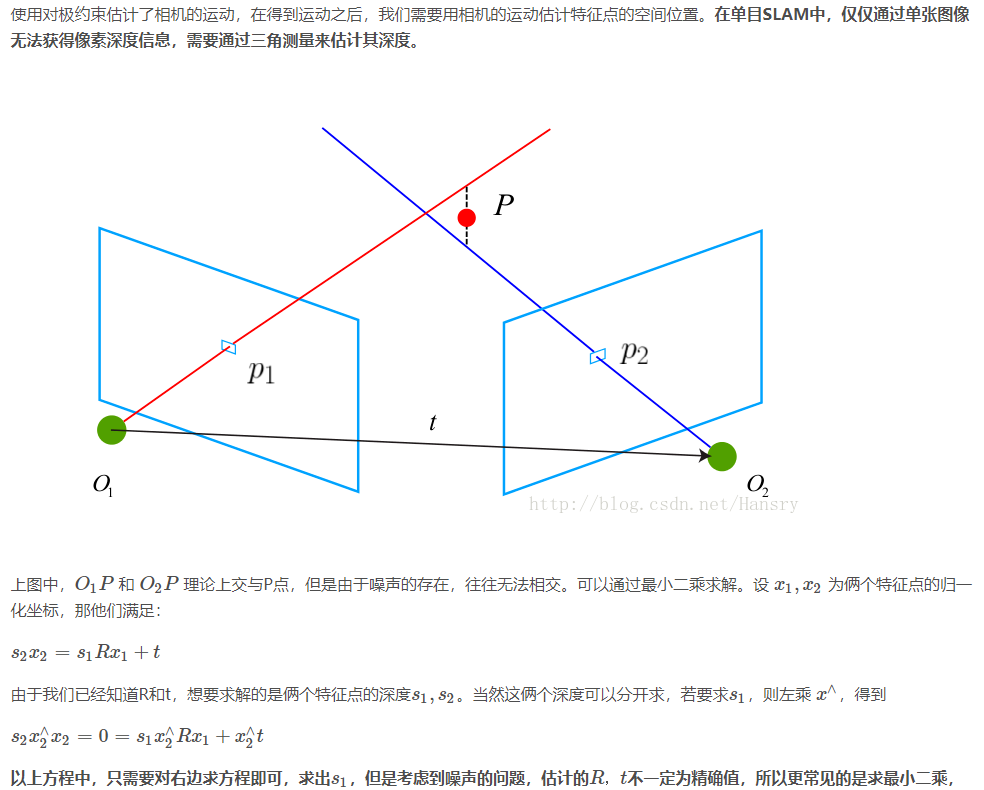 使用对极约束估计了相机的运动，在得到运动之后，我们需要用相机的运动估计特征点的空间位置。在单目SLAM中，仅仅通过单张图像
无法获得像素深度信息，需要通过三角测量来估计其深度。
P
p₁
p₂
t
O₁
O₂
http://blog.csdn.net/Hansry
上图中，O₁P 和 O₂P 理论上交与P点，但是由于噪声的存在，往往无法相交。可以通过最小二乘求解。设 x₁, x₂ 为俩个特征点的归一
化坐标，那他们满足：
s₂x₂ = s₁Rx₁ + t
由于我们已经知道R和t，想要求解的是俩个特征点的深度s₁, s₂。当然这俩个深度可以分开求，若要求s₁，则左乘 x^∧，得到
s₂x₂^∧x₂ = 0 = s₁x₂^∧Rx₁ + x₂^∧t
以上方程中，只需要对右边求方程即可，求出s₁，但是考虑到噪声的问题，估计的R，t不一定为精确值，所以更常见的是求最小二乘，